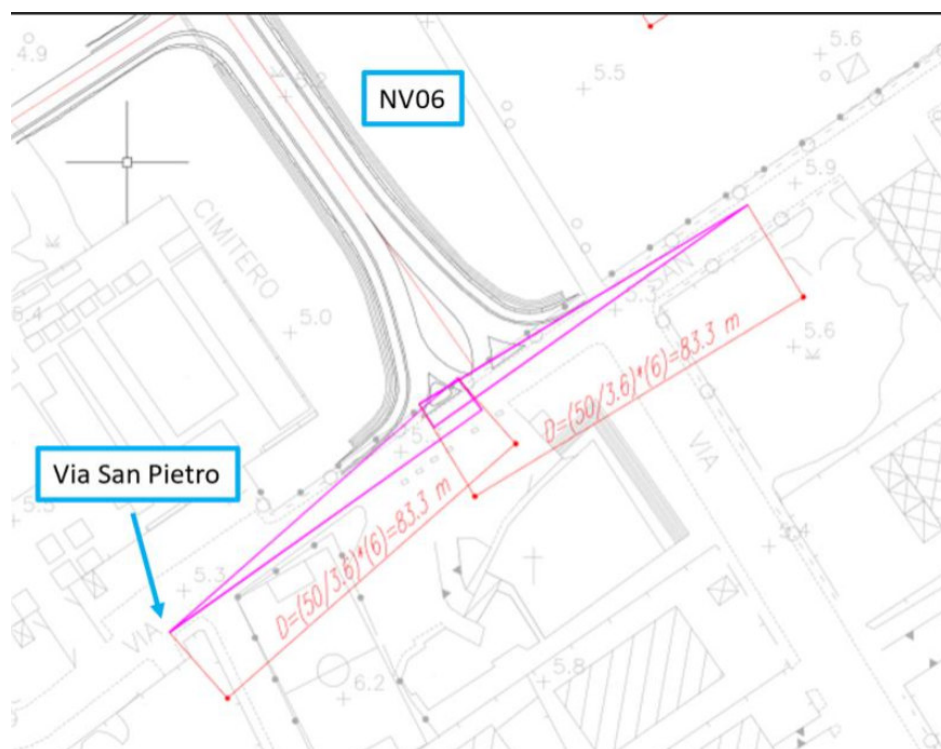 4.9
5.2
5.5
5.6
NV06
5.9
CIMITERO
SAN
5.3
5.4
5.0
5.6
D=(50/3.6)*(6)=83.3 m
VIA
Via San Pietro
5.3
D=(50/3.6)*(6)=83.3 m
5.4
VIA
5.8
6.2